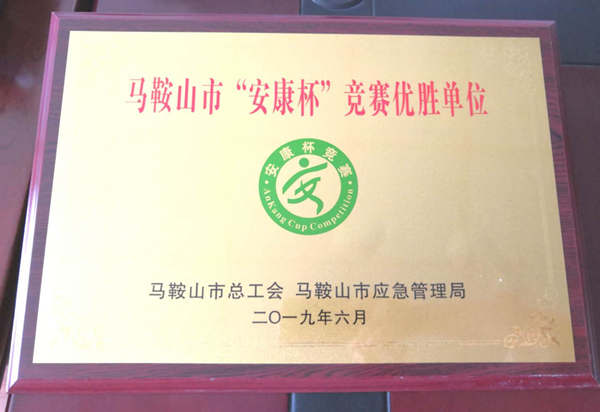 马鞍山市“安康杯”竞赛优胜单位
·安康杯竞赛·
AnKang Cup Competition
马鞍山市总工会 马鞍山市应急管理局
二〇一九年六月